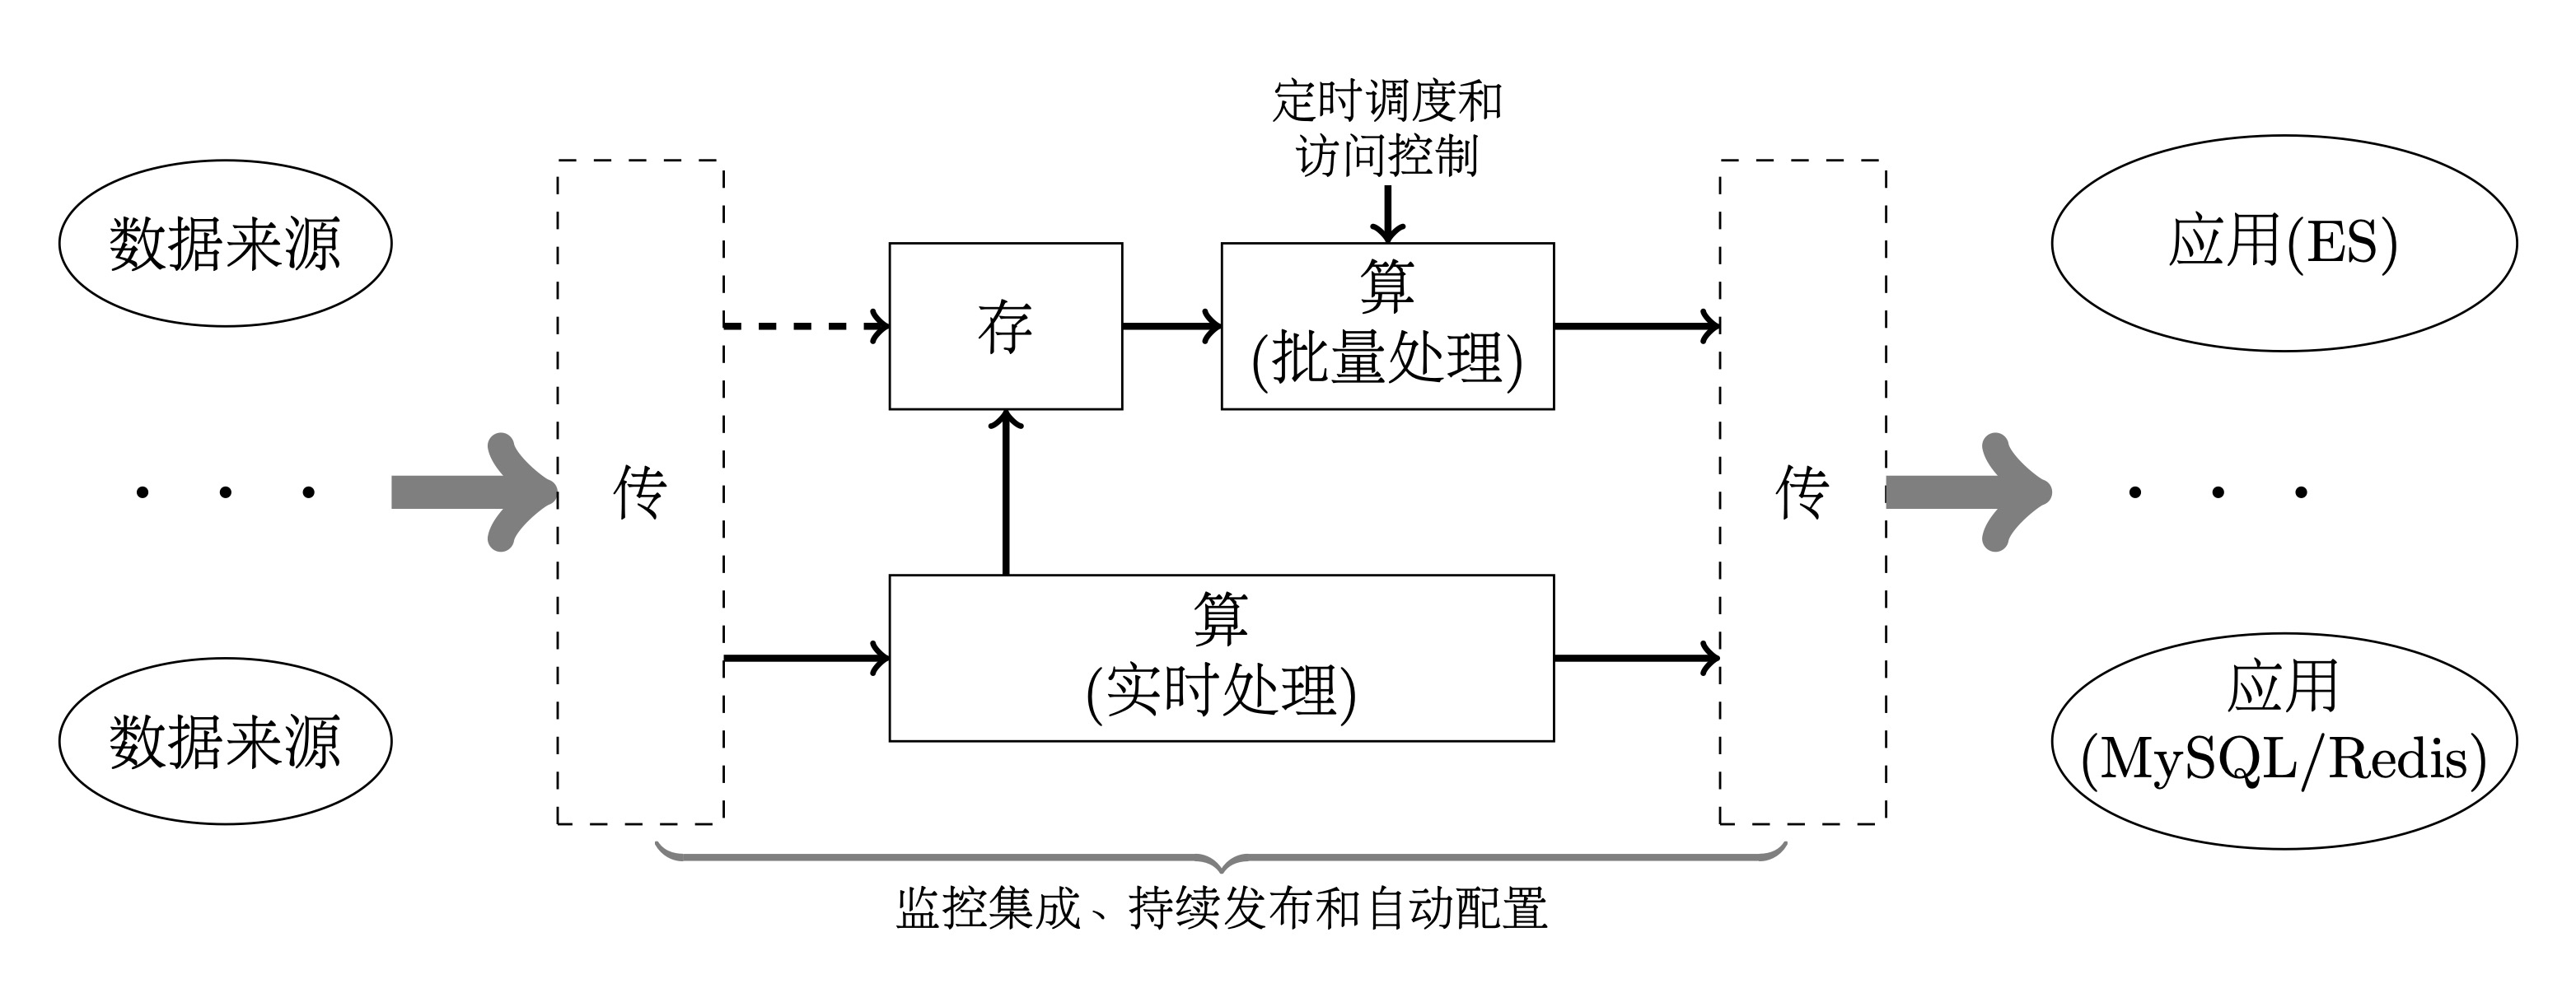 定时调度和
访问控制
数据来源
存
算
(批量处理)
应用(ES)
传
传
算
(实时处理)
数据来源
应用
(MySQL/Redis)
监控集成、持续发布和自动配置